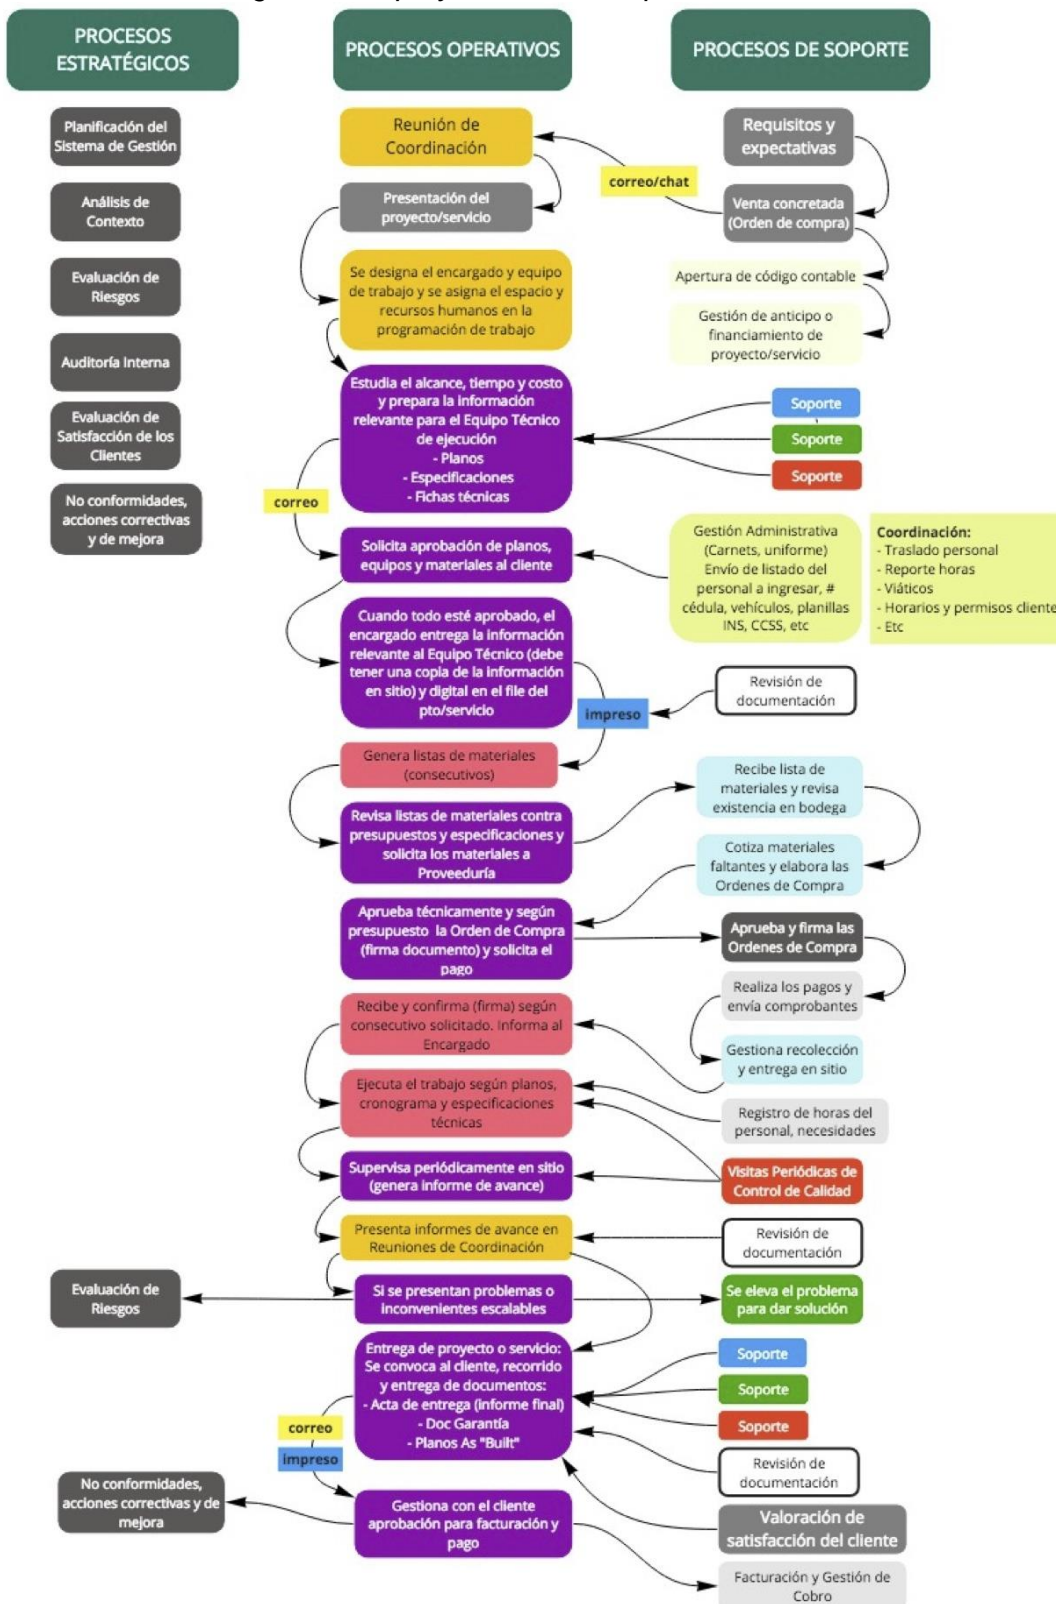 PROCESOS
ESTRATÉGICOS
PROCESOS OPERATIVOS
PROCESOS DE SOPORTE
Planificación del
Sistema de Gestión
Análisis de
Contexto
Evaluación de
Riesgos
Auditoría Interna
Evaluación de
Satisfacción de los
Clientes
No conformidades,
acciones correctivas
y de mejora
Reunión de
Coordinación
correo/chat
Requisitos y
expectativas
Presentación del
proyecto/servicio
Venta concretada
(Orden de compra)
Se designa el encargado y equipo
de trabajo y se asigna el espacio y
recursos humanos en la
programación de trabajo
Apertura de código contable
Gestión de anticipo o
financiamiento de
proyecto/servicio
Estudia el alcance, tiempo y costo
y prepara la información
relevante para el Equipo Técnico
de ejecución
- Planos
- Especificaciones
- Fichas técnicas
Soporte
Soporte
Soporte
correo
Solicita aprobación de planos,
equipos y materiales al cliente
Gestión Administrativa
(Carnets, uniforme)
Envío de listado del
personal a ingresar, #
cédula, vehículos, planillas
INS, CCSS, etc
Coordinación:
- Traslado personal
- Reporte horas
- Viáticos
- Horarios y permisos cliente
- Etc
Cuando todo esté aprobado, el
encargado entrega la información
relevante al Equipo Técnico (debe
tener una copia de la información
en sitio) y digital en el file del
pto/servicio
impreso
Revisión de
documentación
Genera listas de materiales
(consecutivos)
Recibe lista de
materiales y revisa
existencia en bodega
Revisa listas de materiales contra
presupuestos y especificaciones y
solicita los materiales a
Proveeduría
Cotiza materiales
faltantes y elabora las
Ordenes de Compra
Aprueba técnicamente y según
presupuesto la Orden de Compra
(firma documento) y solicita el
pago
Aprueba y firma las
Ordenes de Compra
Realiza los pagos y
envía comprobantes
Recibe y confirma (firma) según
consecutivo solicitado. Informa al
Encargado
Gestiona recolección
y entrega en sitio
Ejecuta el trabajo según planos,
cronograma y especificaciones
técnicas
Registro de horas del
personal, necesidades
Supervisa periódicamente en sitio
(genera informe de avance)
Visitas Periódicas de
Control de Calidad
Presenta informes de avance en
Reuniones de Coordinación
Revisión de
documentación
Evaluación de
Riesgos
Si se presentan problemas o
inconvenientes escalables
Se eleva el problema
para dar solución
Entrega de proyecto o servicio:
Se convoca al cliente, recorrido
y entrega de documentos:
- Acta de entrega (informe final)
- Doc Garantía
- Planos As "Built"
Soporte
Soporte
Soporte
correo
impreso
Revisión de
documentación
No conformidades,
acciones correctivas y de
mejora
Gestiona con el cliente
aprobación para facturación y
pago
Valoración de
satisfacción del cliente
Facturación y Gestión de
Cobro